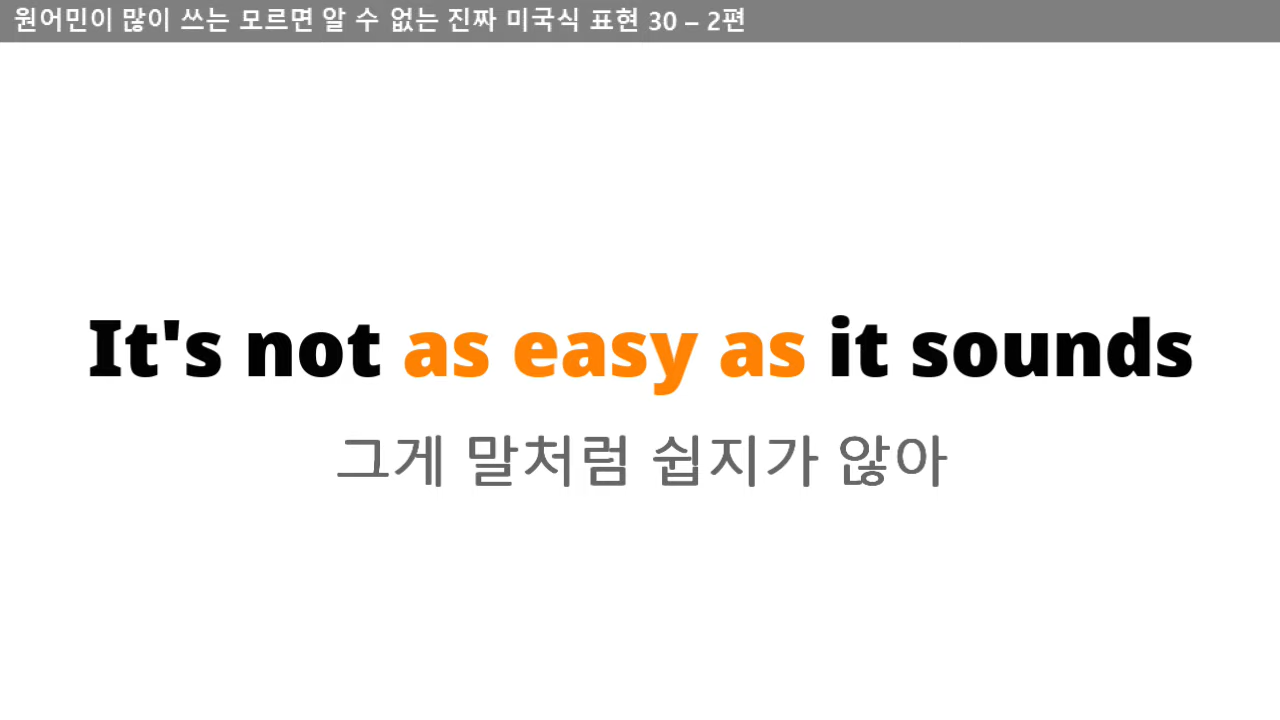 원어민이 많이 쓰는 모르면 알 수 없는 진짜 미국식 표현 30 – 2편
It's not as easy as it sounds
그게 말처럼 쉽지가 않아